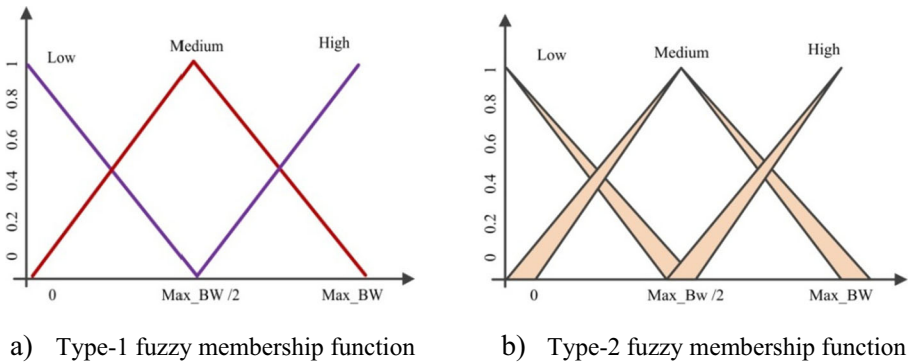 Low
Medium
High
1
0.8
0.6
0.4
0.2
0
0
Max_BW /2
Max_BW
a) Type-1 fuzzy membership function
Low
Medium
High
1
0.8
0.6
0.4
0.2
0
0
Max_Bw /2
Max_BW
b) Type-2 fuzzy membership function